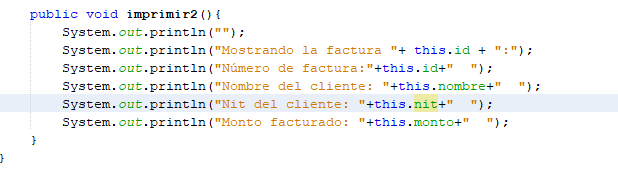 public void imprimir2(){
System.out.println("");
System.out.println("Mostrando la factura "+ this.id + ":");
System.out.println("Número de factura:"+this.id+"  ");
System.out.println("Nombre del cliente: "+this.nombre+"  ");
System.out.println("Nit del cliente: "+this.nit+"  ");
System.out.println("Monto facturado: "+this.monto+"  ");
}
}